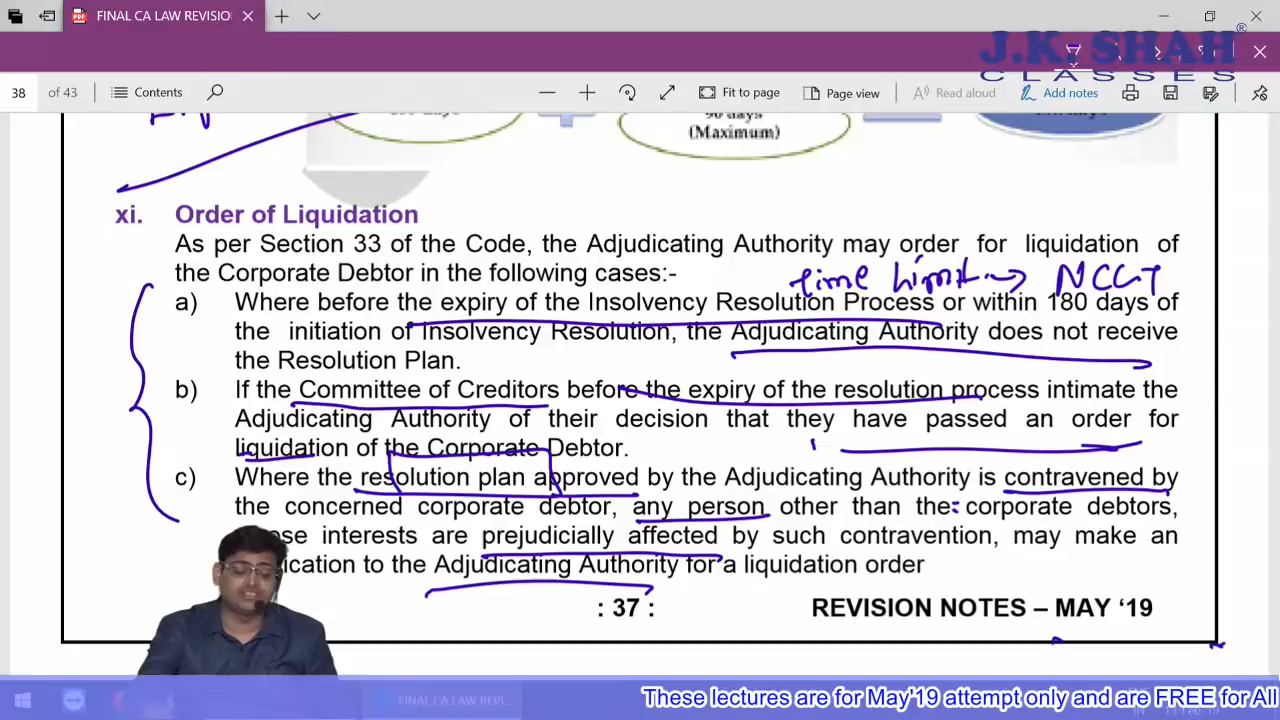 FINAL CA LAW REVISIO
J.K. SHAH®
CLASSES
38 of 43
Contents
Fit to page
Page view
Read aloud
Add notes
90 days
(Maximum)
xi. Order of Liquidation
As per Section 33 of the Code, the Adjudicating Authority may order for liquidation of
the Corporate Debtor in the following cases:-
time limit → NCLT
a) Where before the expiry of the Insolvency Resolution Process or within 180 days of
the initiation of Insolvency Resolution, the Adjudicating Authority does not receive
the Resolution Plan.
b) If the Committee of Creditors before the expiry of the resolution process intimate the
Adjudicating Authority of their decision that they have passed an order for
liquidation of the Corporate Debtor.
c) Where the resolution plan approved by the Adjudicating Authority is contravened by
the concerned corporate debtor, any person other than the corporate debtors,
interests are prejudicially affected by such contravention, may make an
to the Adjudicating Authority for a liquidation order
: 37 :
REVISION NOTES – MAY ‘19
FINAL CA LAW REVI
These lectures are for May'19 attempt only and are FREE for All